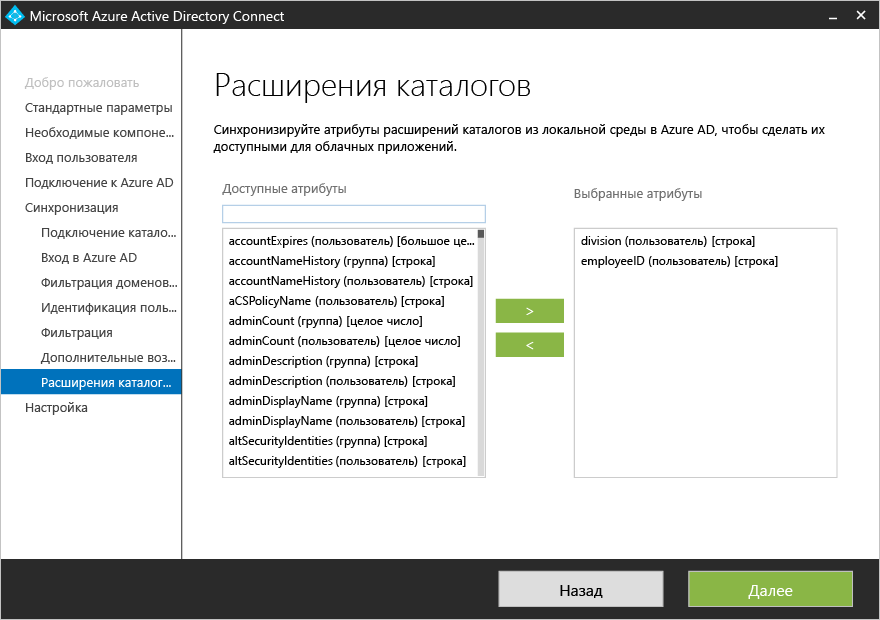 Microsoft Azure Active Directory Connect
Добро пожаловать
Стандартные параметры
Необходимые компоне...
Вход пользователя
Подключение к Azure AD
Синхронизация
Подключение катало...
Вход в Azure AD
Фильтрация доменов...
Идентификация поль...
Фильтрация
Дополнительные воз...
Расширения каталог...
Настройка
Расширения каталогов
Синхронизируйте атрибуты расширений каталогов из локальной среды в Azure AD, чтобы сделать их
доступными для облачных приложений.
Доступные атрибуты
accountExpires (пользователь) [большое це...
accountNameHistory (группа) [строка]
accountNameHistory (пользователь) [строка]
aCSPolicyName (пользователь) [строка]
adminCount (группа) [целое число]
adminCount (пользователь) [целое число]
adminDescription (группа) [строка]
adminDescription (пользователь) [строка]
adminDisplayName (группа) [строка]
adminDisplayName (пользователь) [строка]
altSecurityIdentities (группа) [строка]
altSecurityIdentities (пользователь) [строка]
>
<
Выбранные атрибуты
division (пользователь) [строка]
employeeID (пользователь) [строка]
Назад
Далее